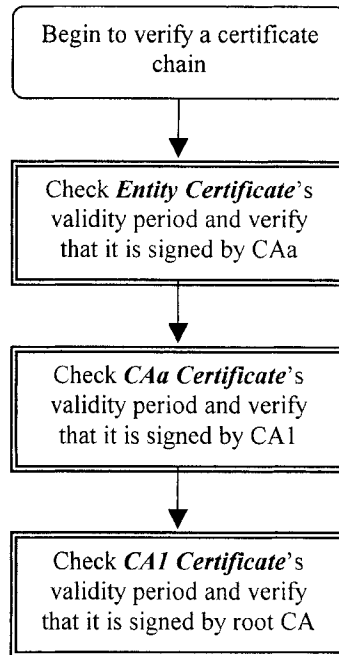 Begin to verify a certificate
chain
Check Entity Certificate's
validity period and verify
that it is signed by CAa
Check CAa Certificate's
validity period and verify
that it is signed by CA1
Check CA1 Certificate's
validity period and verify
that it is signed by root CA